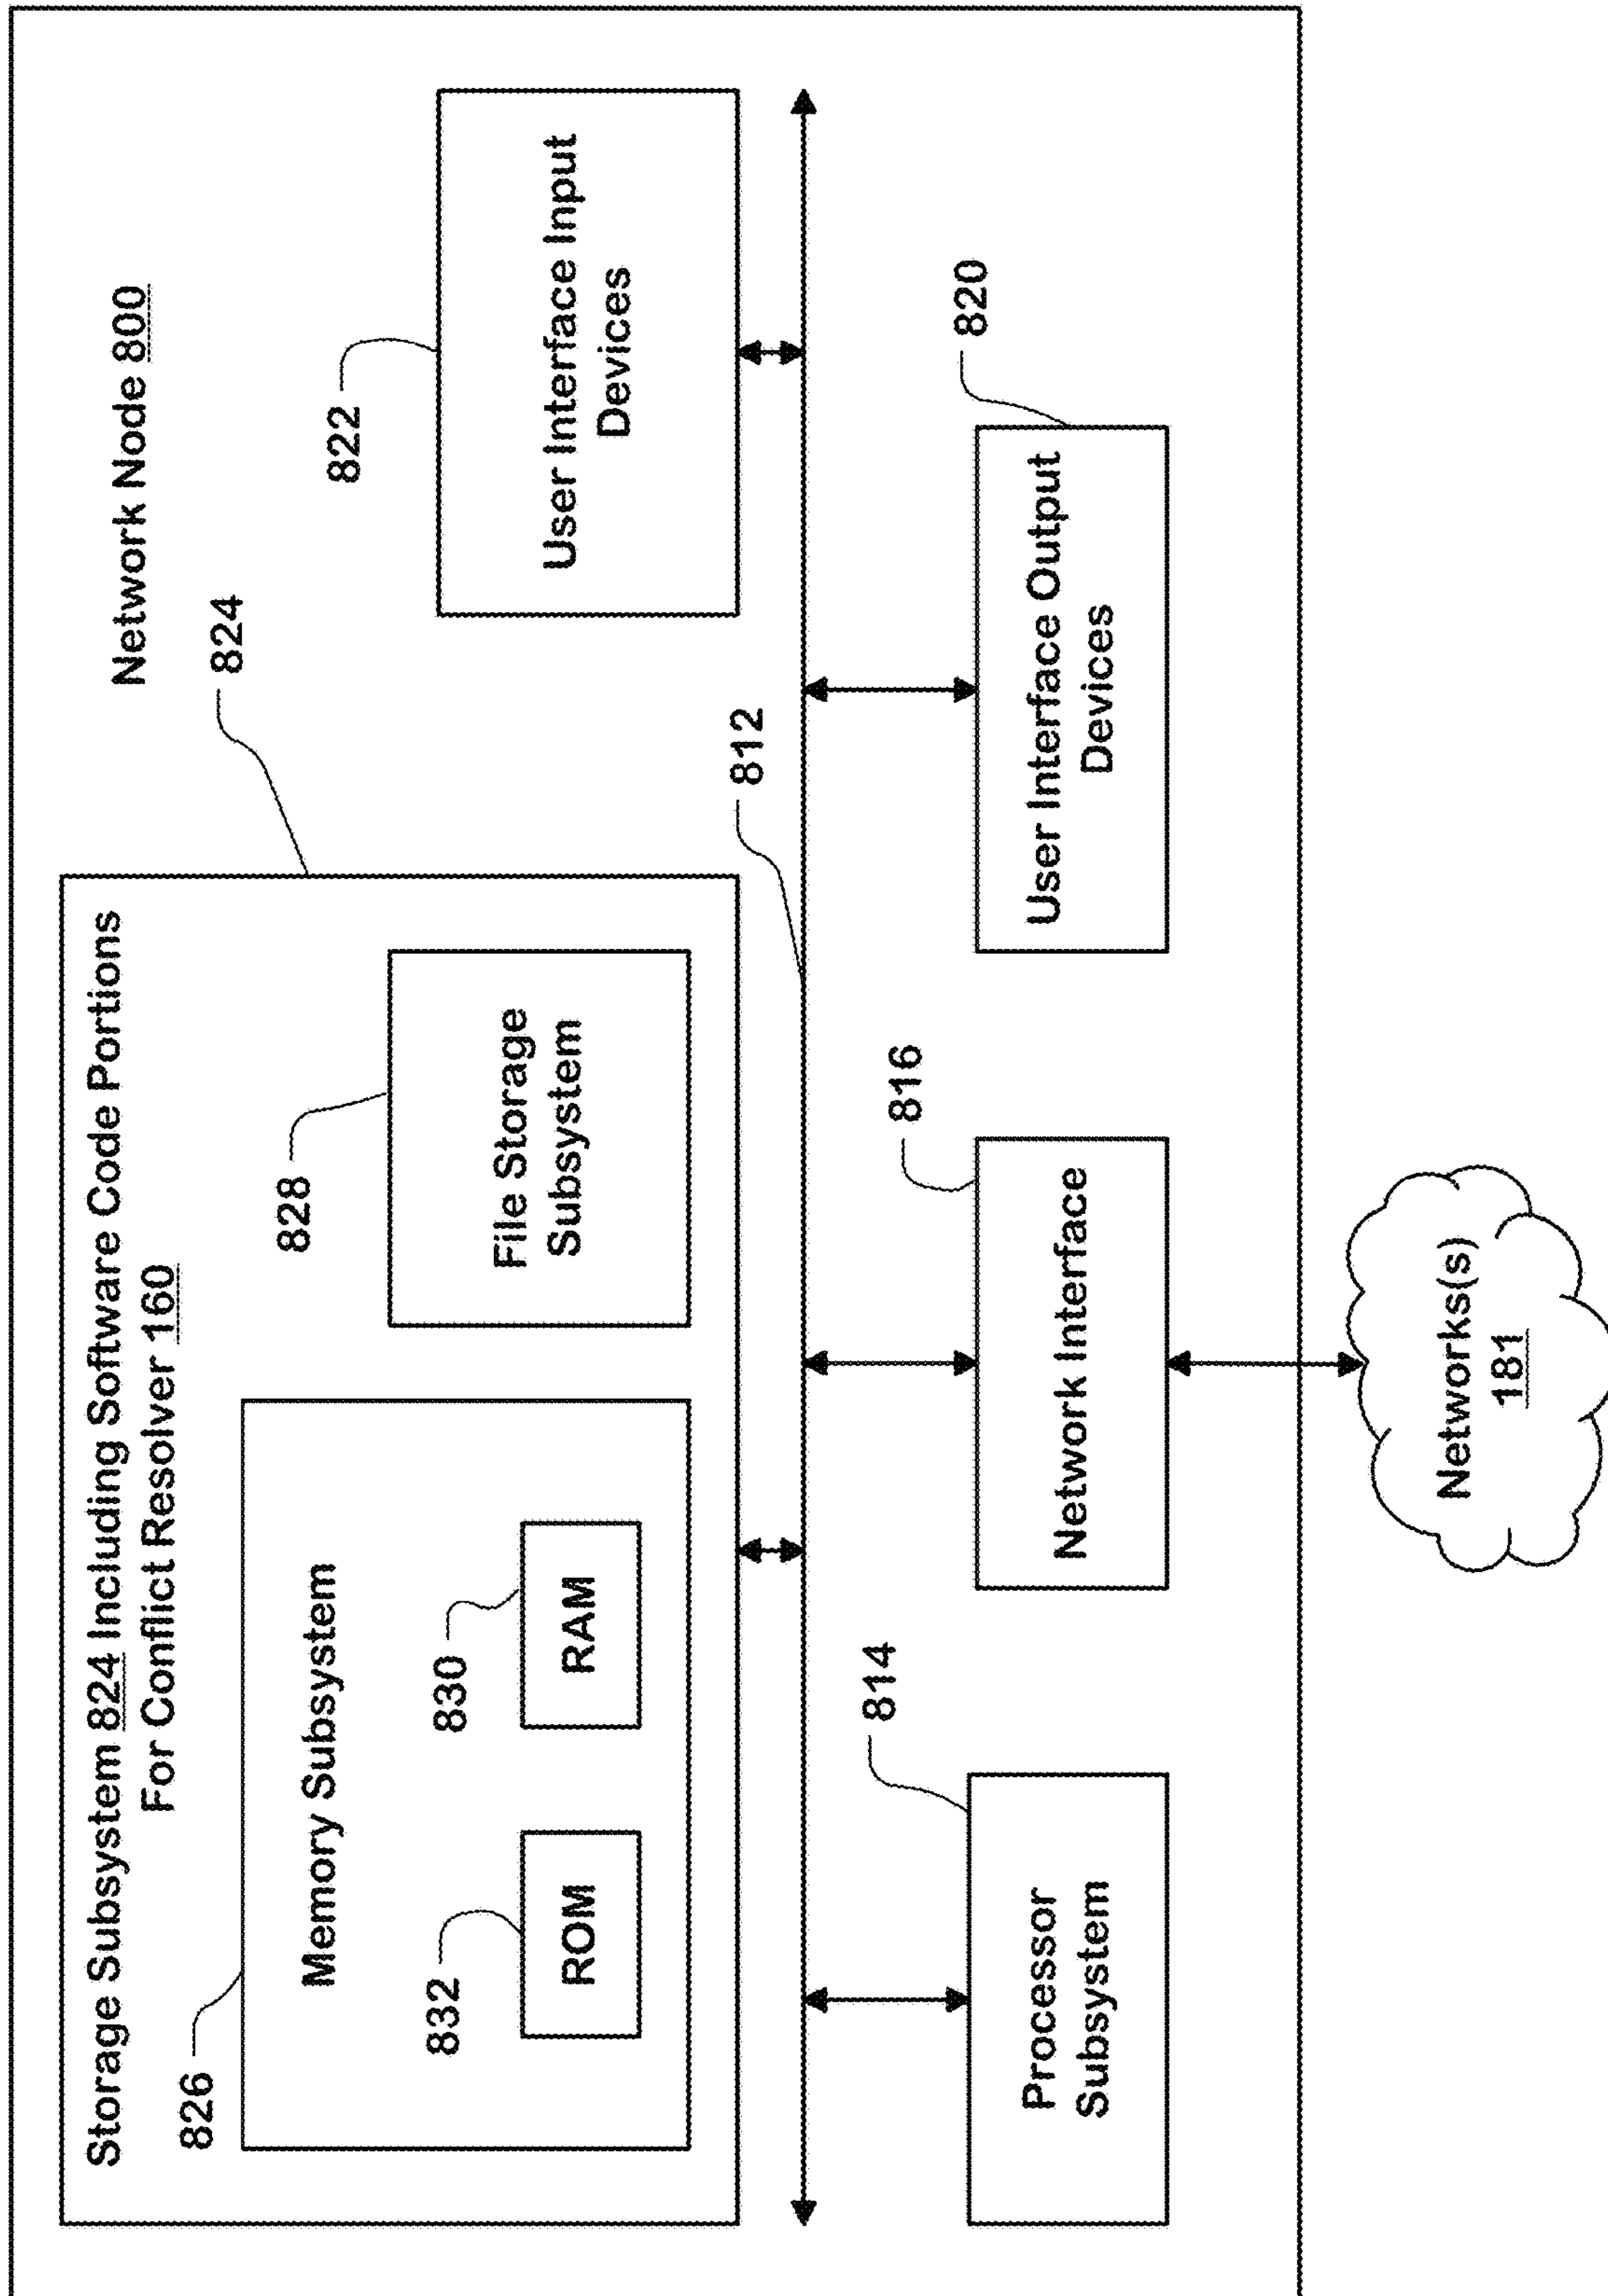 Network Node 800
824
Storage Subsystem 824 Including Software Code Portions
For Conflict Resolver 160
826
Memory Subsystem
832
ROM
830
RAM
828
File Storage
Subsystem
822
User Interface Input
Devices
812
814
Processor
Subsystem
816
Network Interface
820
User Interface Output
Devices
Networks(s)
181